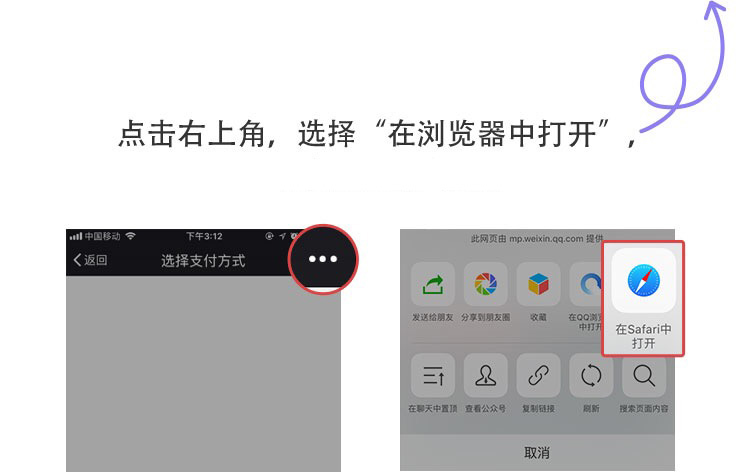 点击右上角，选择“在浏览器中打开”，
中国移动 下午3:12
返回 选择支付方式
此网页由 mp.weixin.qq.com 提供
发送给朋友 分享到朋友圈 收藏 在QQ浏览 中打开 在Safari中 打开
在聊天中置顶 查看公众号 复制链接 刷新 搜索页面内容
取消